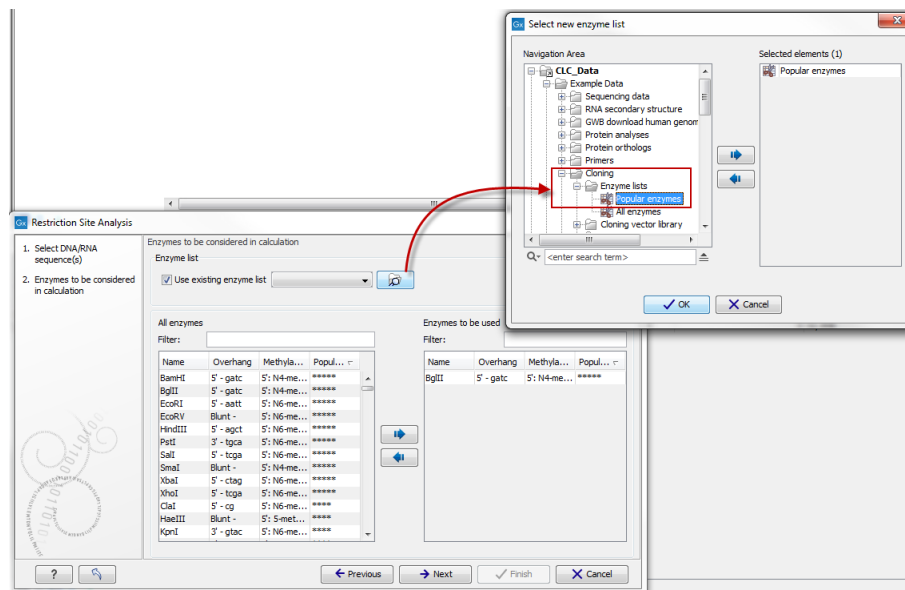 Select new enzyme list
Navigation Area
Selected elements (1)
CLC_Data
Example Data
Sequencing data
RNA secondary structure
GWB download human genom
Protein analyses
Protein orthologs
Primers
Cloning
Enzyme lists
Popular enzymes
All enzymes
Cloning vector library
<enter search term>
Popular enzymes
OK
Cancel
Gx Restriction Site Analysis
1. Select DNA/RNA
sequence(s)
2. Enzymes to be considered
in calculation
Enzymes to be considered in calculation
Enzyme list
Use existing enzyme list
All enzymes
Filter:
Name Overhang Methyla... Popul...
BamHI 5' - gatc 5': N4-me... *****
BglII 5' - gatc 5': N4-me... *****
EcoRI 5' - aatt 5': N6-me... *****
EcoRV Blunt - 5': N6-me... *****
HindIII 5' - agct 5': N6-me... *****
PstI 3' - tgca 5': N6-me... *****
SalI 5' - tcga 5': N6-me... *****
SmaI Blunt - 5': N4-me... *****
XbaI 5' - ctag 5': N6-me... *****
XhoI 5' - tcga 5': N6-me... *****
ClaI 5' - cg 5': N6-me... ****
HaeIII Blunt - 5': 5-met... ****
KpnI 3' - gtac 5': N6-me... ****
Enzymes to be used
Filter:
Name Overhang Methyla... Popul...
BglII 5' - gatc 5': N4-me... *****
?
Previous
Next
Finish
Cancel